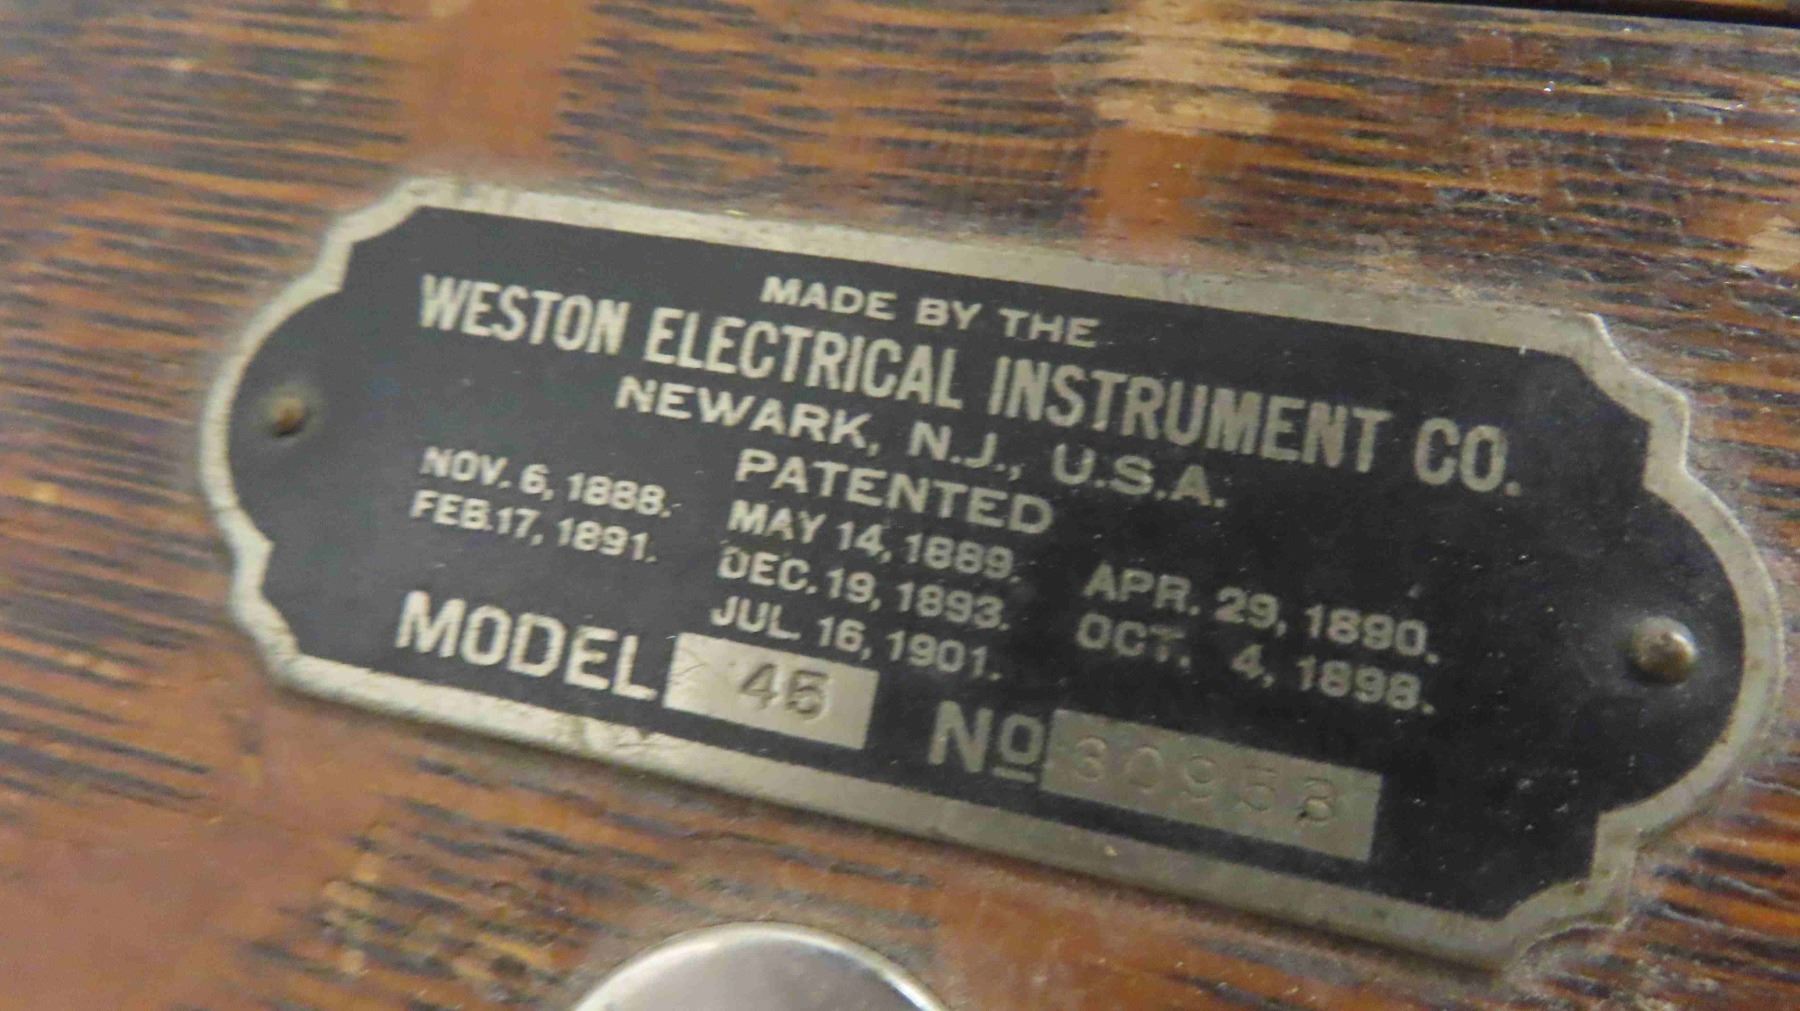 MADE BY THE
WESTON ELECTRICAL INSTRUMENT CO.
NEWARK, N.J., U.S.A.
PATENTED
NOV. 6, 1888. MAY 14, 1889. APR. 29, 1890.
FEB. 17, 1891. DEC. 19, 1893. OCT. 4, 1898.
JUL. 16, 1901.
MODEL 45 No 30953